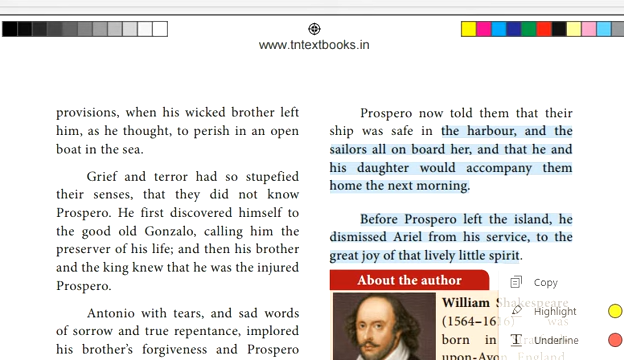 www.tntextbooks.in
provisions, when his wicked brother left
him, as he thought, to perish in an open
boat in the sea.
Grief and terror had so stupefied
their senses, that they did not know
Prospero. He first discovered himself to
the good old Gonzalo, calling him the
preserver of his life; and then his brother
and the king knew that he was the injured
Prospero.
Antonio with tears, and sad words
of sorrow and true repentance, implored
his brother's forgiveness and Prospero
Prospero now told them that their
ship was safe in the harbour, and the
sailors all on board her, and that he and
his daughter would accompany them
home the next morning.
Before Prospero left the island, he
dismissed Ariel from his service, to the
great joy of that lively little spirit.
About the author
William Shakespeare
(1564–1616) was
born in Stratford
upon-Avon, England
Copy
Highlight
Underline